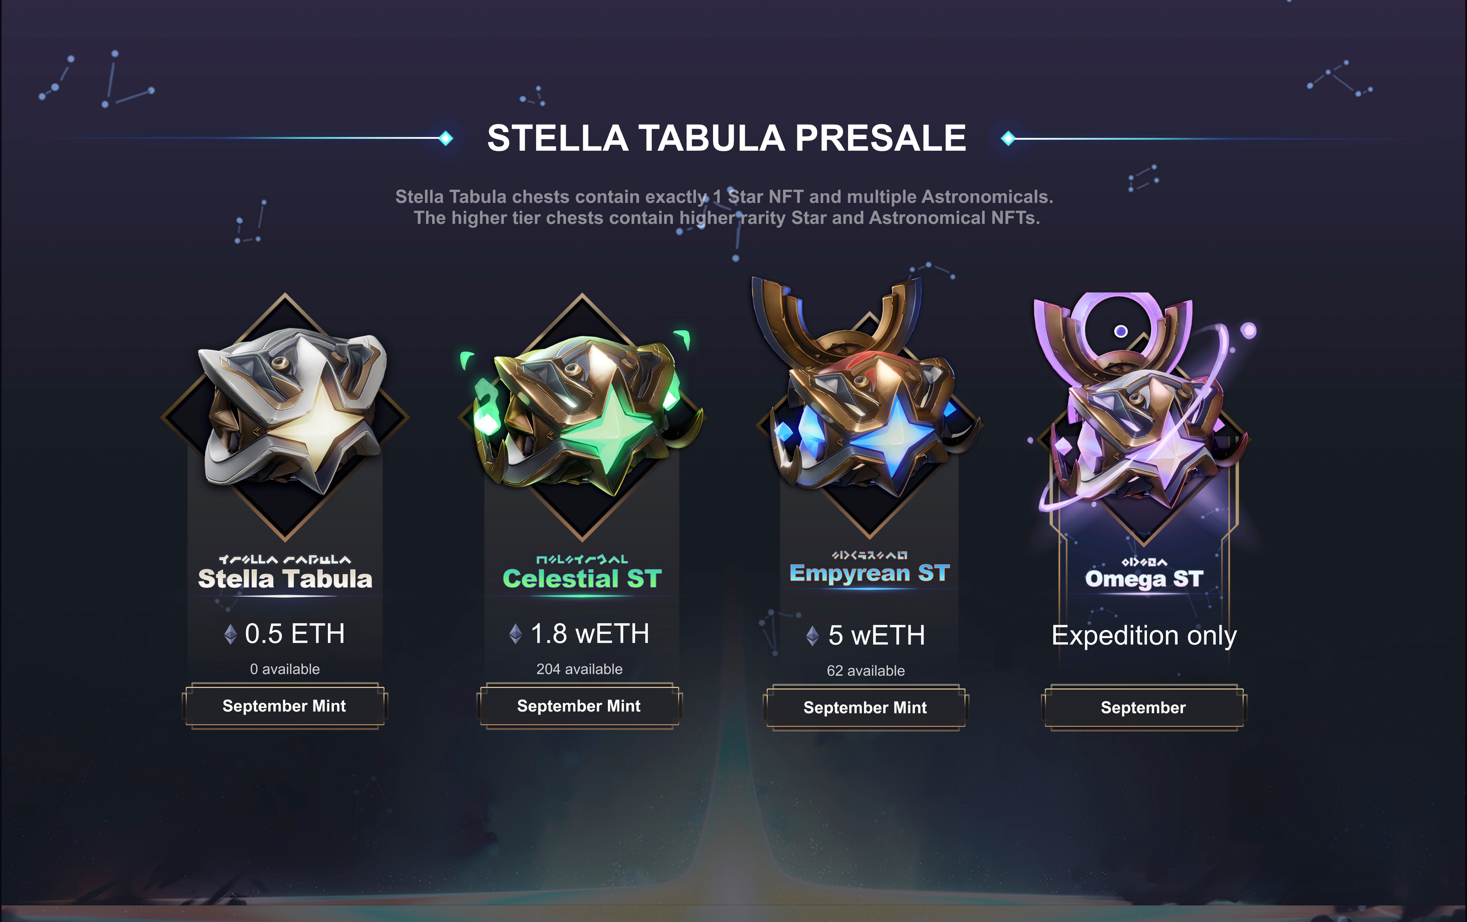 STELLA TABULA PRESALE
Stella Tabula chests contain exactly 1 Star NFT and multiple Astronomicals.
The higher tier chests contain higher rarity Star and Astronomical NFTs.
Stella Tabula
0.5 ETH
0 available
September Mint
Celestial ST
1.8 wETH
204 available
September Mint
Empyrean ST
5 wETH
62 available
September Mint
Omega ST
Expedition only
September